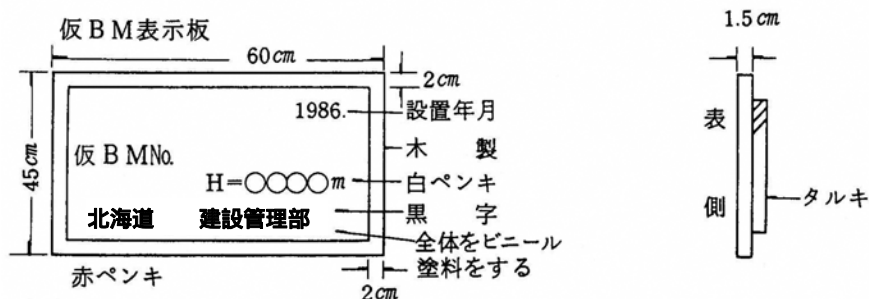 仮BM表示板
60cm
1.5cm
2cm
1986.
設置年月
表
45cm
仮BM№
木 製
H=○○○○m
白ペンキ
側
タルキ
北海道 建設管理部
黒 字
全体をビニール
塗料をする
赤ペンキ
2cm